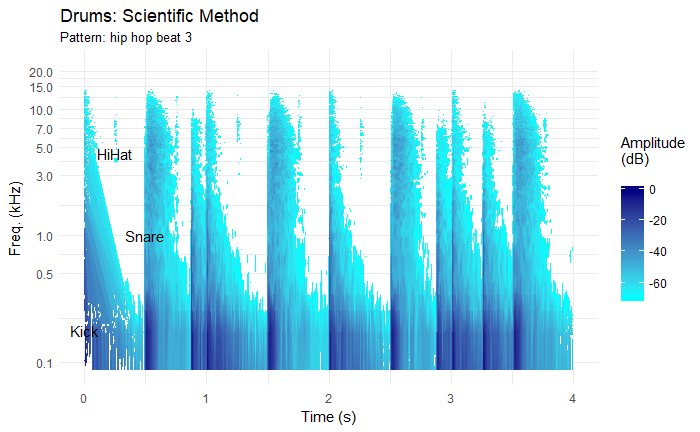 Drums: Scientific Method
Pattern: hip hop beat 3
20.0
15.0
10.0
7.0
5.0
3.0
1.0
0.5
0.1
Freq. (kHz)
HiHat
Snare
Kick
0
1
2
3
4
Time (s)
Amplitude
(dB)
0
-20
-40
-60